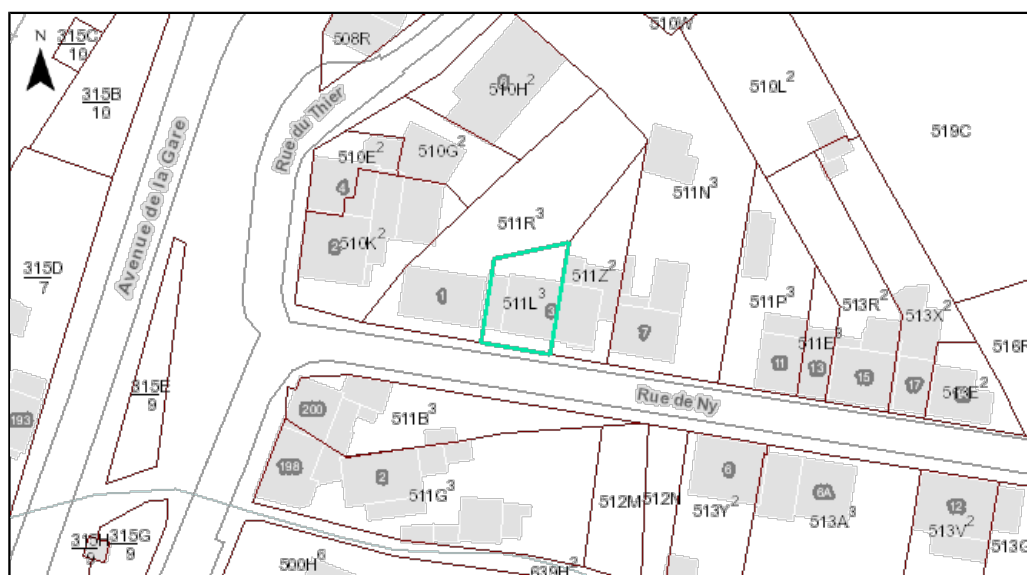 N
315C
10
508R
510W
315B
10
510H²
510L²
519C
Rue du Thier
510E²
510G²
4
511N³
Avenue de la Gare
511R³
2
510K²
315D
7
511Z²
1
511L³
3
511P³
513R²
7
511E³
513X²
516F
11
13
15
17
513E²
315E
9
Rue de Ny
193
200
511B³
198
2
511G³
8
6A
12
512M
512N
513Y²
513A³
513V²
513G
315H
9
315G
9
500H⁶
639H²